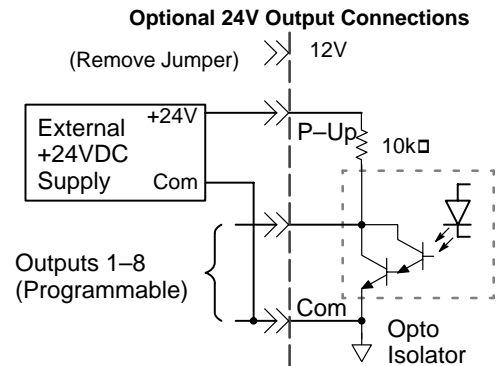 Optional 24V Output Connections
(Remove Jumper)
12V
+24V
External
+24VDC
Supply
Com
P–Up
10k□
Outputs 1–8
(Programmable)
Com
Opto
Isolator